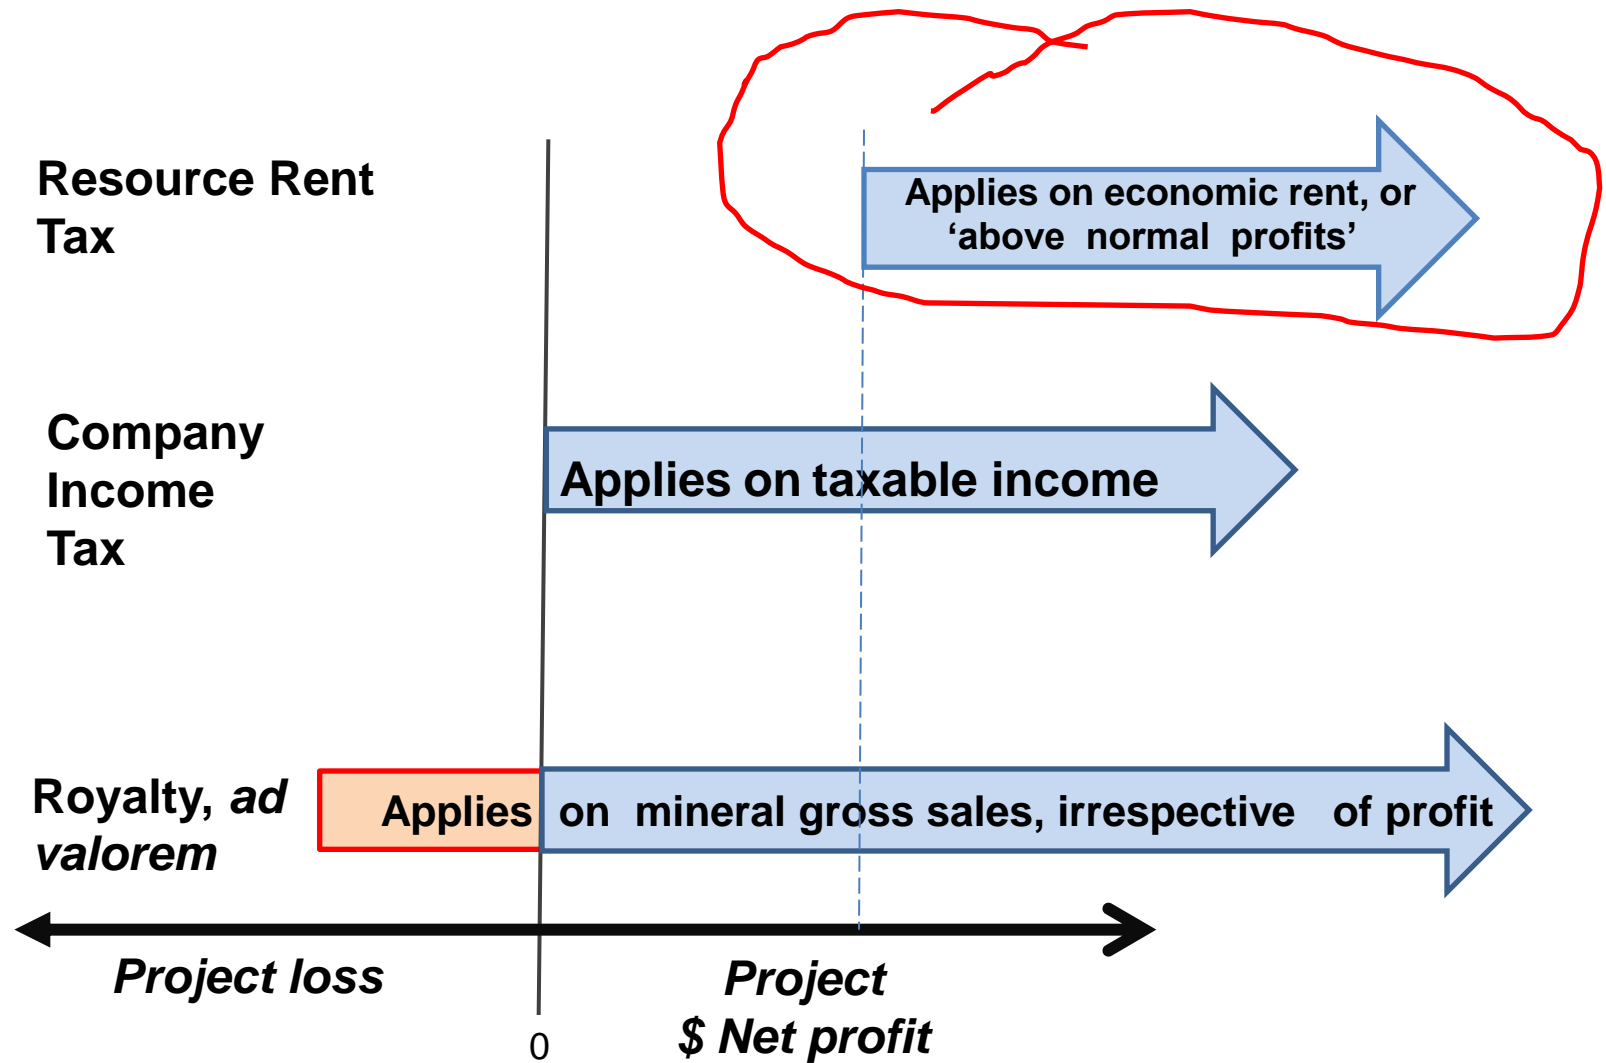 Resource Rent
Tax
Applies on economic rent, or
‘above normal profits’
Company
Income
Tax
Applies on taxable income
Royalty, ad
valorem
Applies on mineral gross sales, irrespective of profit
Project loss
Project
$ Net profit
0